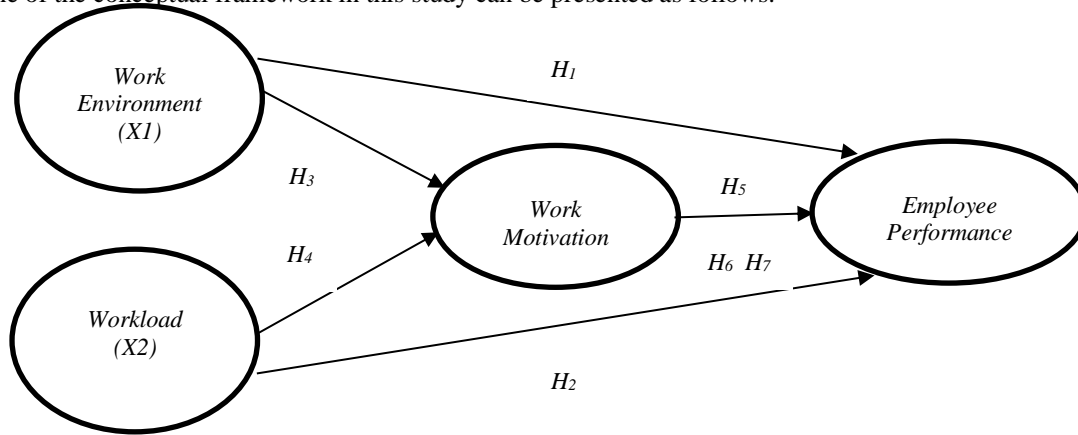 of the conceptual framework in this study can be presented as follows:
Work
Environment
(X1)
H1
H3
Work
Motivation
H5
Employee
Performance
H4
H6 H7
Workload
(X2)
H2